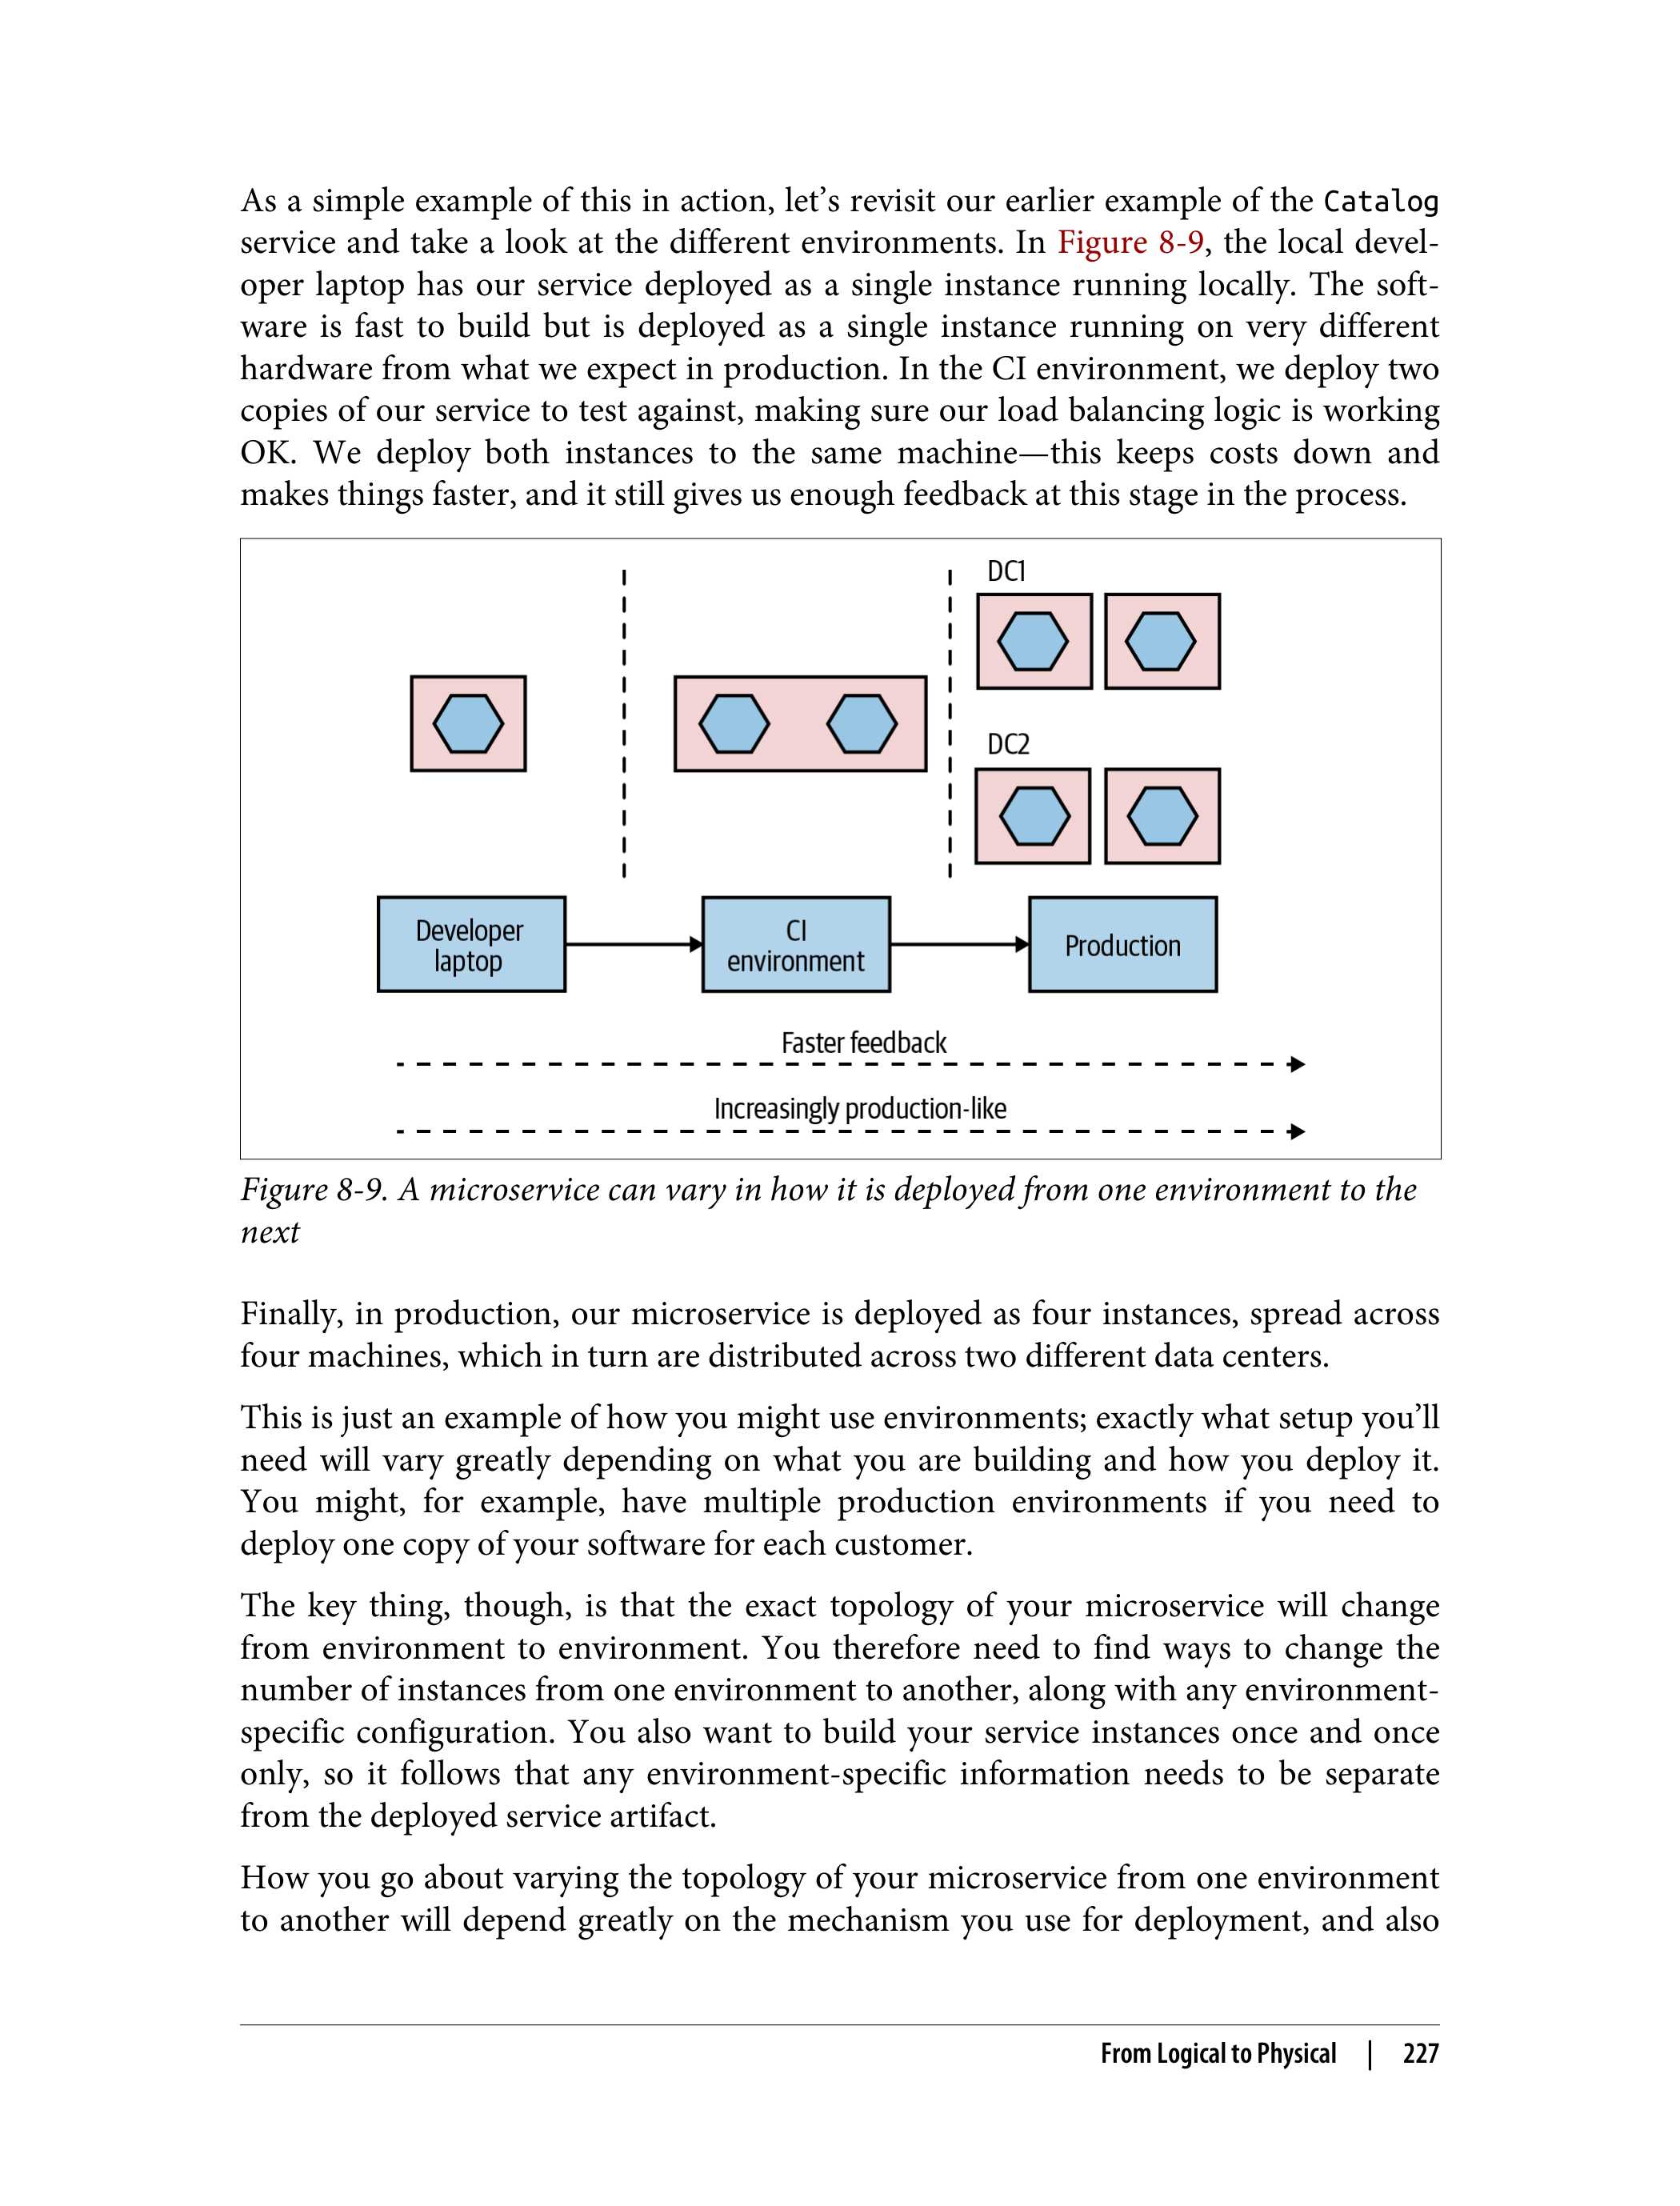 As a simple example of this in action, let’s revisit our earlier example of the Catalog
service and take a look at the different environments. In Figure 8-9, the local devel-
oper laptop has our service deployed as a single instance running locally. The soft-
ware is fast to build but is deployed as a single instance running on very different
hardware from what we expect in production. In the CI environment, we deploy two
copies of our service to test against, making sure our load balancing logic is working
OK. We deploy both instances to the same machine—this keeps costs down and
makes things faster, and it still gives us enough feedback at this stage in the process.
DC1
DC2
Developer
laptop
CI
environment
Production
Faster feedback
Increasingly production-like
Figure 8-9. A microservice can vary in how it is deployed from one environment to the
next
Finally, in production, our microservice is deployed as four instances, spread across
four machines, which in turn are distributed across two different data centers.
This is just an example of how you might use environments; exactly what setup you’ll
need will vary greatly depending on what you are building and how you deploy it.
You might, for example, have multiple production environments if you need to
deploy one copy of your software for each customer.
The key thing, though, is that the exact topology of your microservice will change
from environment to environment. You therefore need to find ways to change the
number of instances from one environment to another, along with any environment-
specific configuration. You also want to build your service instances once and once
only, so it follows that any environment-specific information needs to be separate
from the deployed service artifact.
How you go about varying the topology of your microservice from one environment
to another will depend greatly on the mechanism you use for deployment, and also
From Logical to Physical | 227